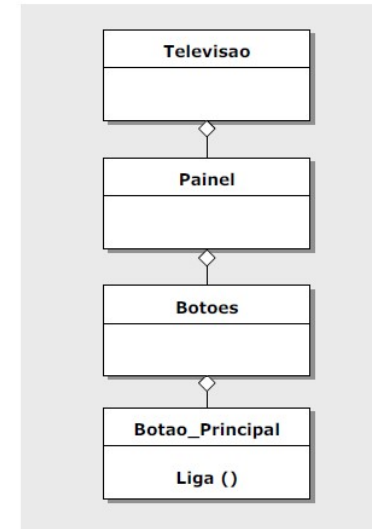 Televisao
Painel
Botoes
Botao_Principal
Liga ()